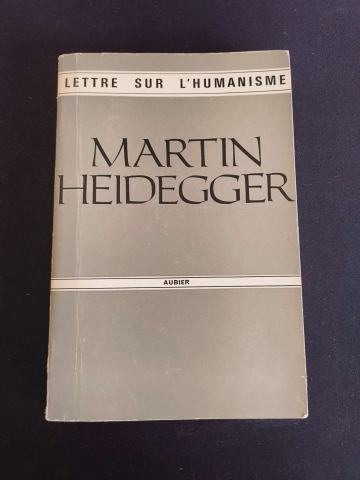 LETTRE SUR L'HUMANISME
MARTIN
HEIDEGGER
AUBIER